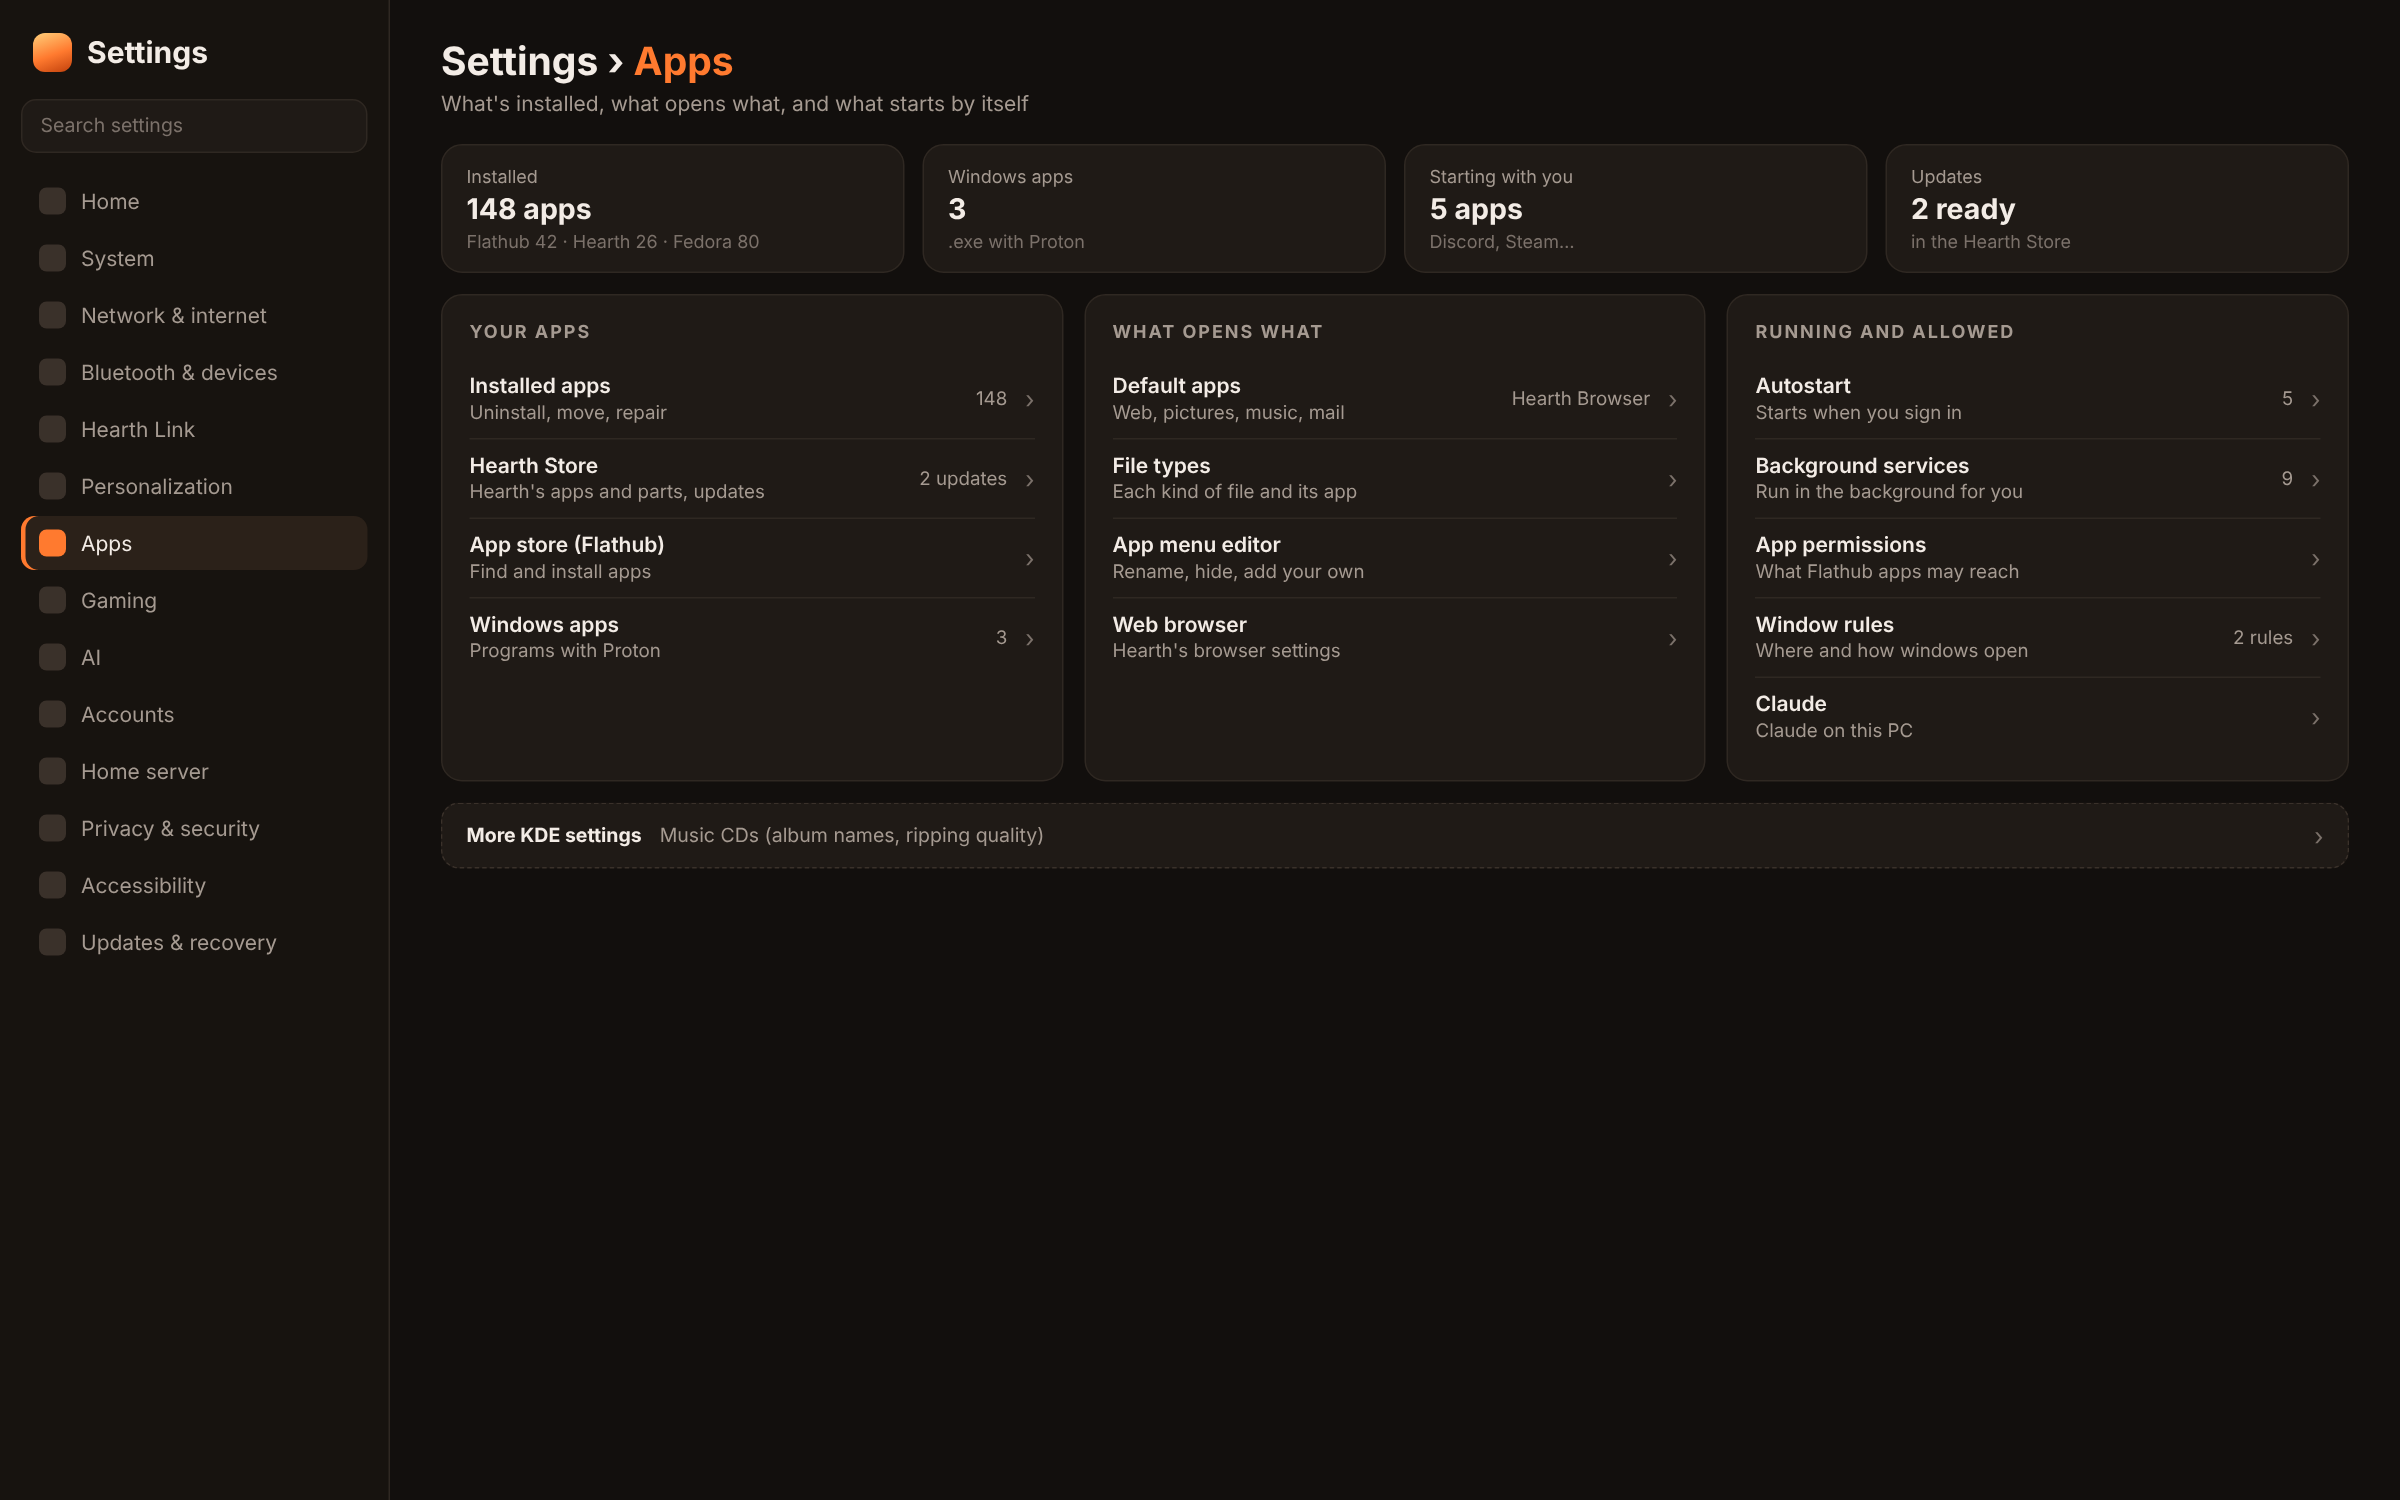 Settings
Search settings
Home
System
Network & internet
Bluetooth & devices
Hearth Link
Personalization
Apps
Gaming
AI
Accounts
Home server
Privacy & security
Accessibility
Updates & recovery
Settings › Apps
What's installed, what opens what, and what starts by itself
Installed
148 apps
Flathub 42 · Hearth 26 · Fedora 80
Windows apps
3
.exe with Proton
Starting with you
5 apps
Discord, Steam...
Updates
2 ready
in the Hearth Store
YOUR APPS
Installed apps
Uninstall, move, repair
148 ›
Hearth Store
Hearth's apps and parts, updates
2 updates ›
App store (Flathub)
Find and install apps
›
Windows apps
Programs with Proton
3 ›
WHAT OPENS WHAT
Default apps
Web, pictures, music, mail
Hearth Browser ›
File types
Each kind of file and its app
›
App menu editor
Rename, hide, add your own
›
Web browser
Hearth's browser settings
›
RUNNING AND ALLOWED
Autostart
Starts when you sign in
5 ›
Background services
Run in the background for you
9 ›
App permissions
What Flathub apps may reach
›
Window rules
Where and how windows open
2 rules ›
Claude
Claude on this PC
›
More KDE settings Music CDs (album names, ripping quality) ›